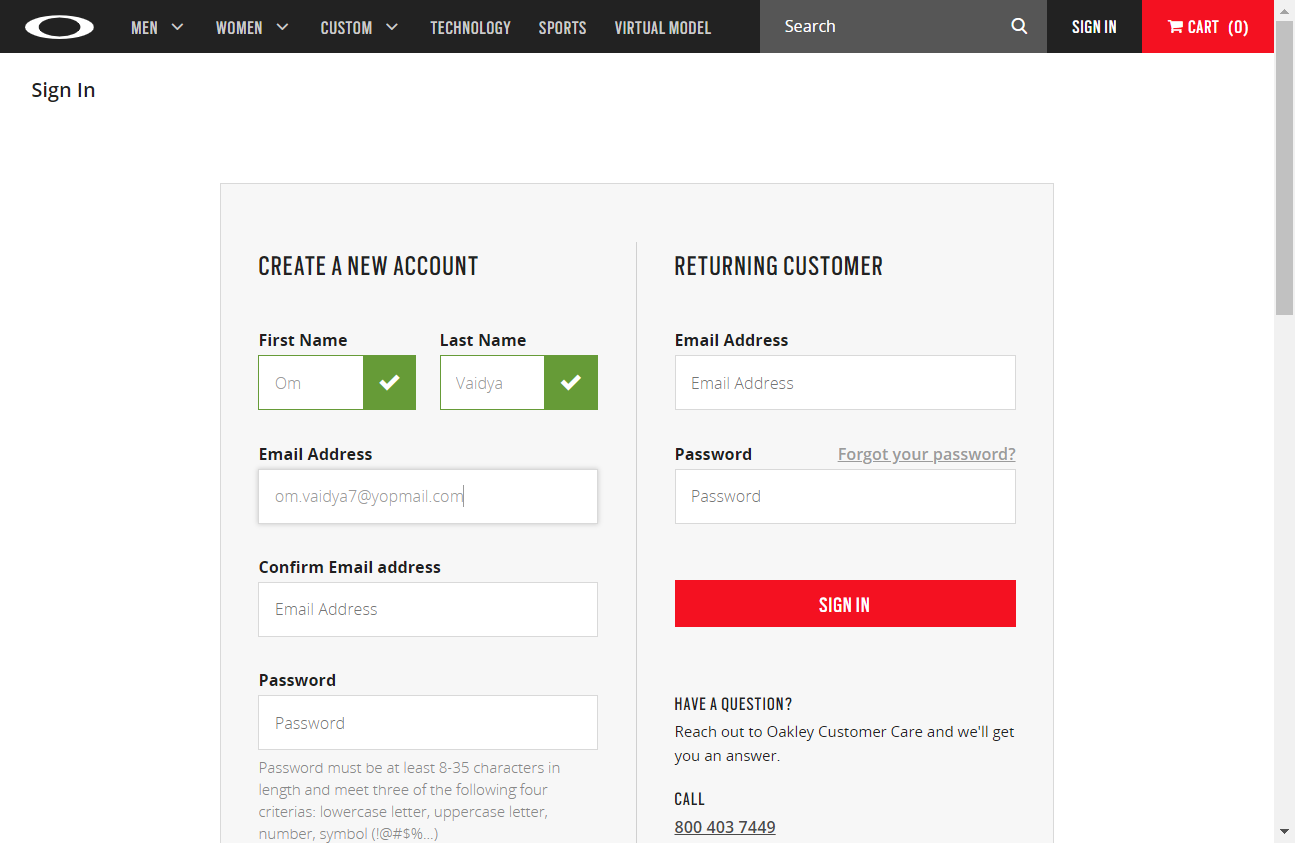 MEN WOMEN CUSTOM TECHNOLOGY SPORTS VIRTUAL MODEL Search SIGN IN CART (0)
Sign In
CREATE A NEW ACCOUNT
First Name Last Name
Om Vaidya
Email Address
om.vaidya7@yopmail.com
Confirm Email address
Email Address
Password
Password
Password must be at least 8-35 characters in
length and meet three of the following four
criterias: lowercase letter, uppercase letter,
number, symbol (!@#$%...)
RETURNING CUSTOMER
Email Address
Email Address
Password Forgot your password?
Password
SIGN IN
HAVE A QUESTION?
Reach out to Oakley Customer Care and we'll get
you an answer.
CALL
800 403 7449